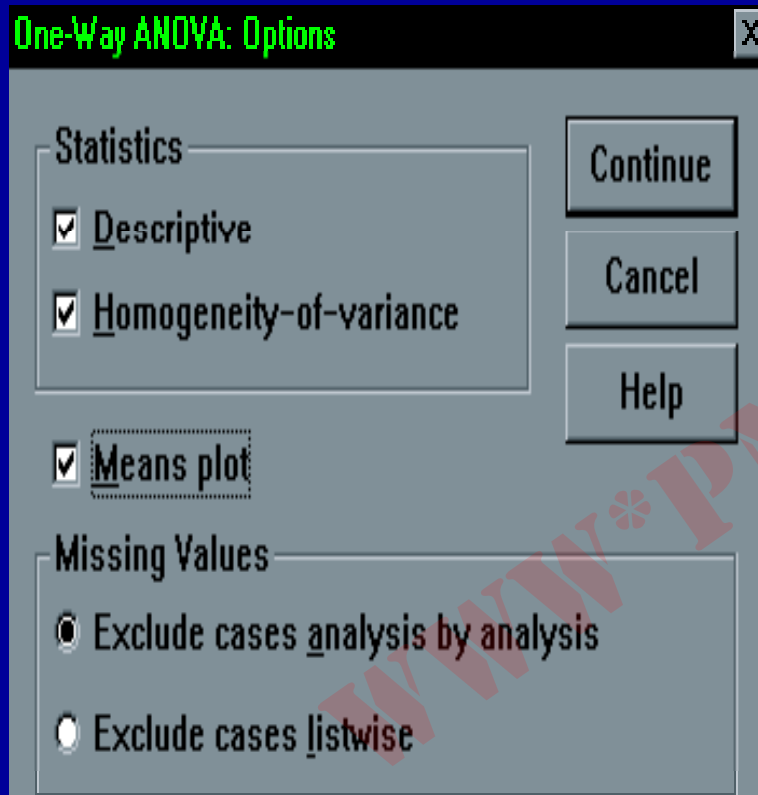 One-Way ANOVA: Options
X
Statistics
Descriptive
Homogeneity-of-variance
Means plot
Continue
Cancel
Help
Missing Values
Exclude cases analysis by analysis
Exclude cases listwise